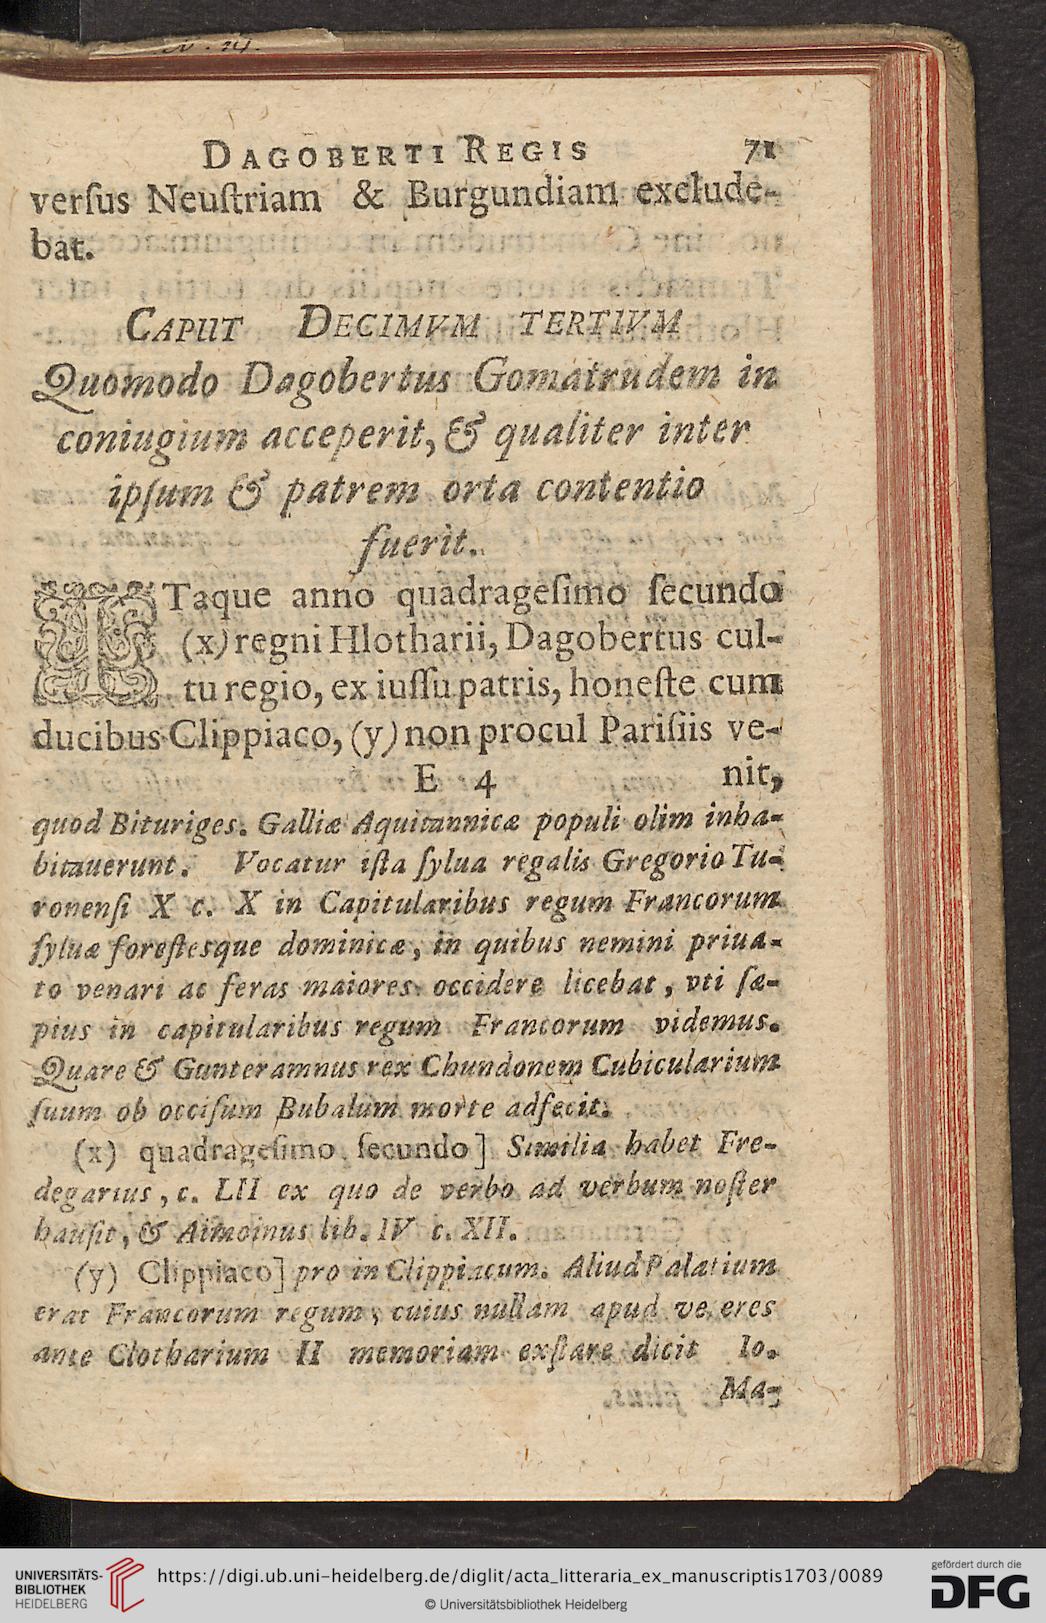 DAGOBERTI REGIS 71
verſus Neuſtriam & Burgundiam exclude-
bat.
CAPUT DECIMVM TERTIVM
Quomodo Dagobertus Gomatrudem in
coniugium acceperit, & qualiter inter
ipſum & patrem orta contentio
fuerit.
ITaque anno quadrageſimo ſecundo
(x) regni Hlotharii, Dagobertus cul-
tu regio, ex iuſſu patris, honeſte cum
ducibus Clippiaco, (y) non procul Pariſiis ve-
E 4 nit,
quod Bituriges. Galliæ Aquitannicæ populi olim inha-
bitauerunt. Vocatur iſta ſylua regalis Gregorio Tu-
ronenſi X c. X in Capitularibus regum Francorum
ſyluæ foreſtesque dominicæ, in quibus nemini priua-
to venari ac feras maiores occidere licebat, vti ſæ-
pius in capitularibus regum Francorum videmus.
Quare & Gunteramnus rex Chundonem Cubicularium
ſuum ob occiſum Bubalum morte adfecit.
(x) quadrageſimo ſecundo] Similia habet Fre-
degarius, c. LII ex quo de verbo ad verbum noſter
hauſit, & Aimoinus lib. IV c. XII.
(y) Clippiaco] pro in Clippiacum. Aliud Palatium
erat Francorum regum, cuius nullam apud veteres
ante Clotharium II memoriam exſtare dicit Io.
Ma-
UNIVERSITÄTS-
BIBLIOTHEK
HEIDELBERG
https://digi.ub.uni-heidelberg.de/diglit/acta_litteraria_ex_manuscriptis1703/0089
© Universitätsbibliothek Heidelberg
gefördert durch die
DFG